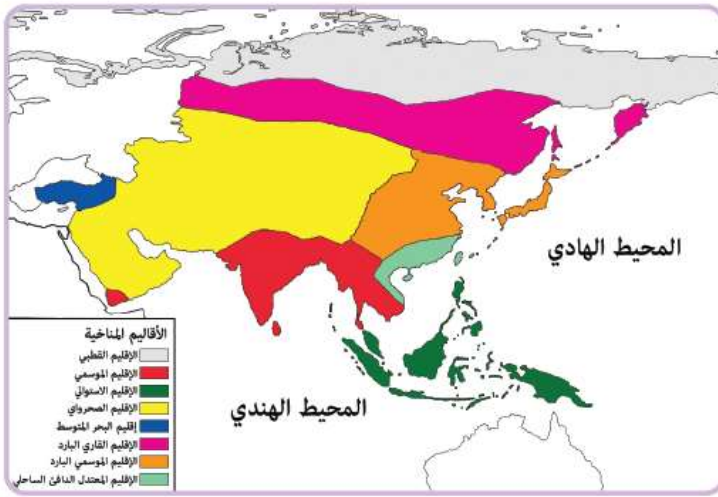 المحيط الهادي
المحيط الهندي
الأقاليم المناخية
الإقليم القطبي
الإقليم الموسمي
الإقليم الاستوائي
الإقليم الصحرواي
إقليم البحر المتوسط
الإقليم القاري البارد
الإقليم الموسمي البارد
الإقليم المعتدل الدافئ الساحلي